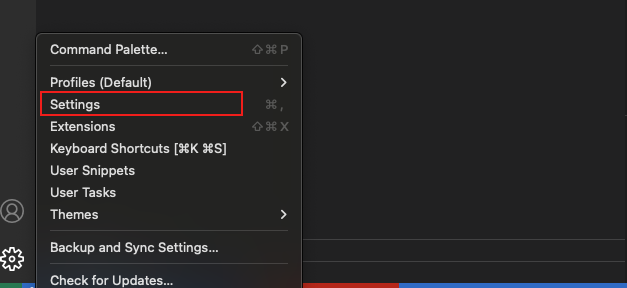 Command Palette... ⇧⌘P
Profiles (Default) >
Settings ⌘,
Extensions ⇧⌘X
Keyboard Shortcuts [⌘K ⌘S]
User Snippets
User Tasks
Themes >
Backup and Sync Settings...
Check for Updates...